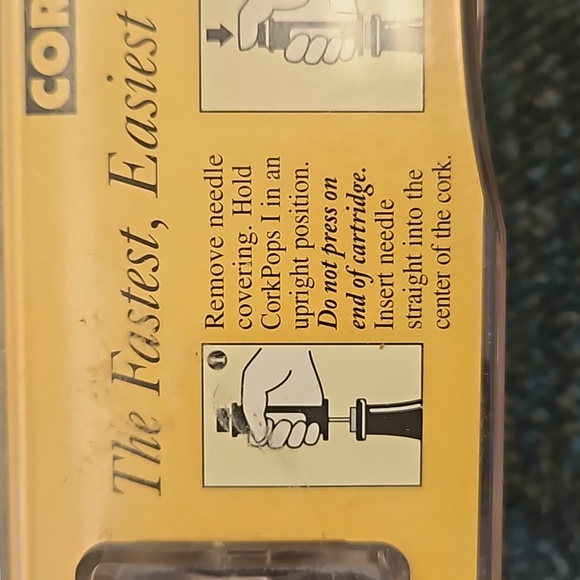 COR
The Fastest, Easiest
1
Remove needle
covering. Hold
CorkPops I in an
upright position.
Do not press on
end of cartridge.
Insert needle
straight into the
center of the cork.